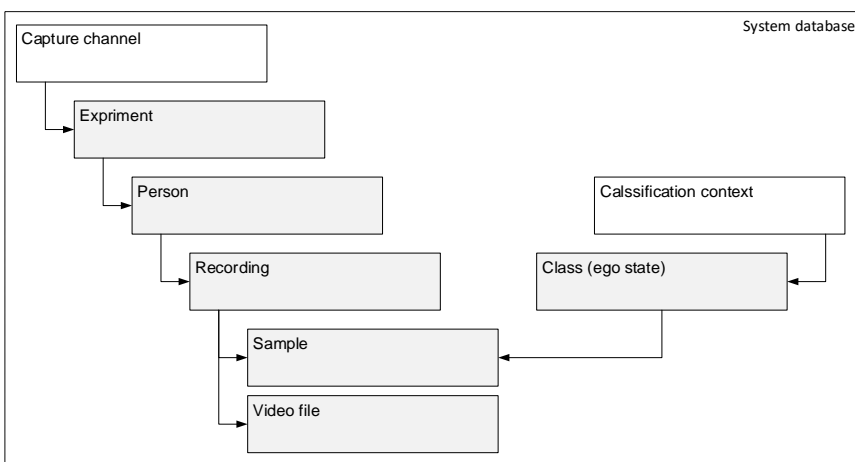 System database
Capture channel
Expriment
Person
Calssification context
Recording
Class (ego state)
Sample
Video file